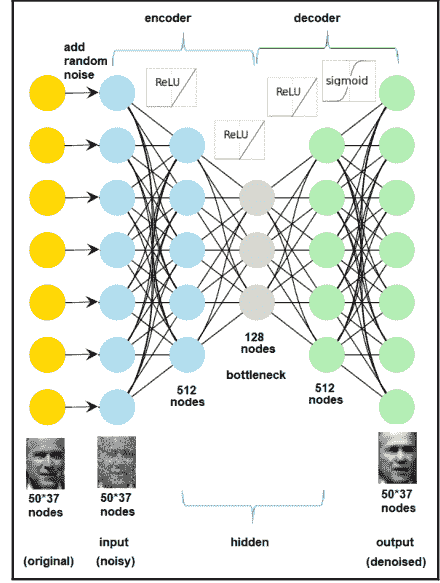 encoder
decoder
add
random
noise
ReLU
ReLU
ReLU
sigmoid
128
nodes
bottleneck
512
nodes
512
nodes
50*37
nodes
50*37
nodes
50*37
nodes
(original)
input
(noisy)
hidden
output
(denoised)